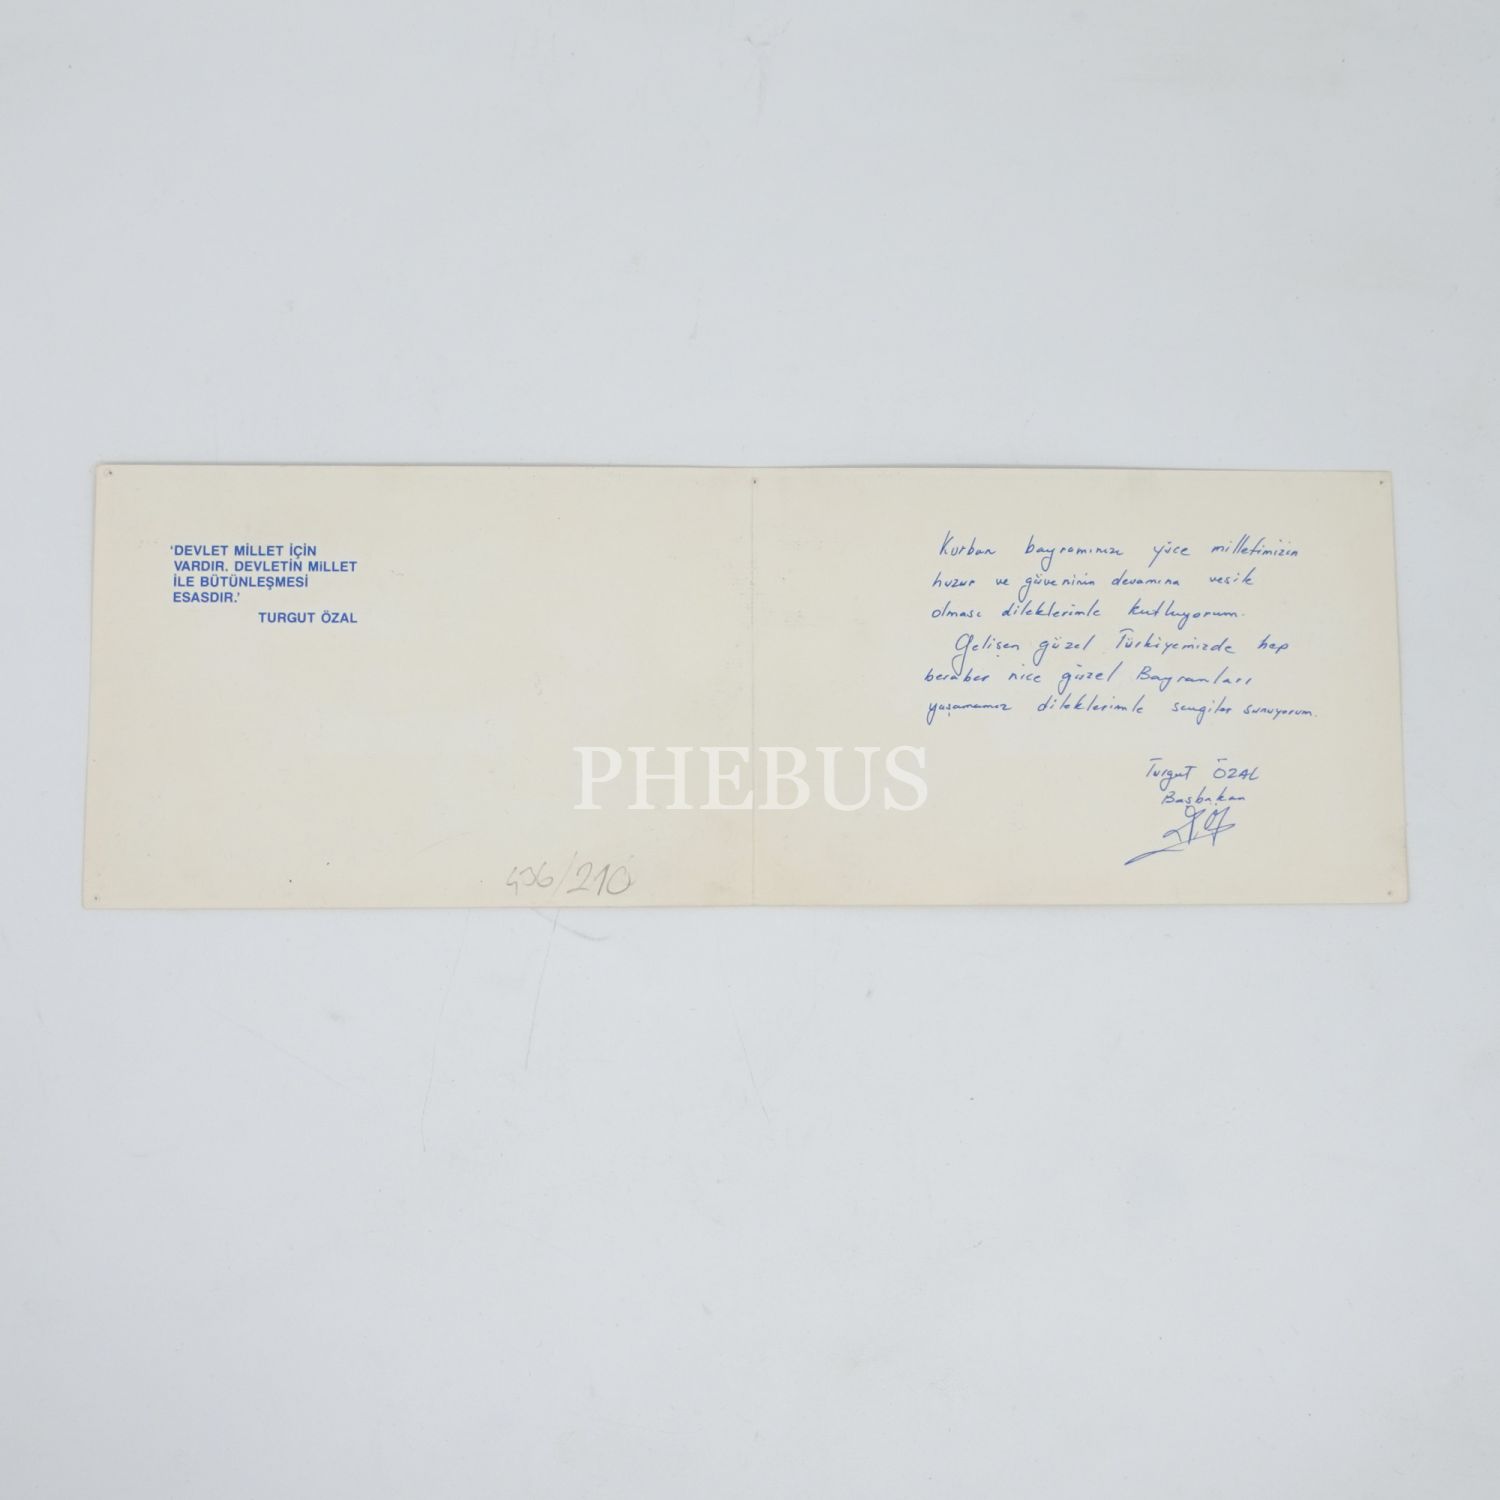 'DEVLET MİLLET İÇİN
VARDIR. DEVLETİN MİLLET
İLE BÜTÜNLEŞMESİ
ESASDIR.'
TURGUT ÖZAL
436/210
Kurban bayramınızı yüce milletimizin
huzur ve güveninin devamına vesile
olması dileklerimle kutluyorum.
Gelişen güzel Türkiyemizde hep
beraber nice güzel Bayramları
yaşamamız dileklerimle sevgiler sunuyorum.
Turgut ÖZAL
Başbakan
PHEBUS